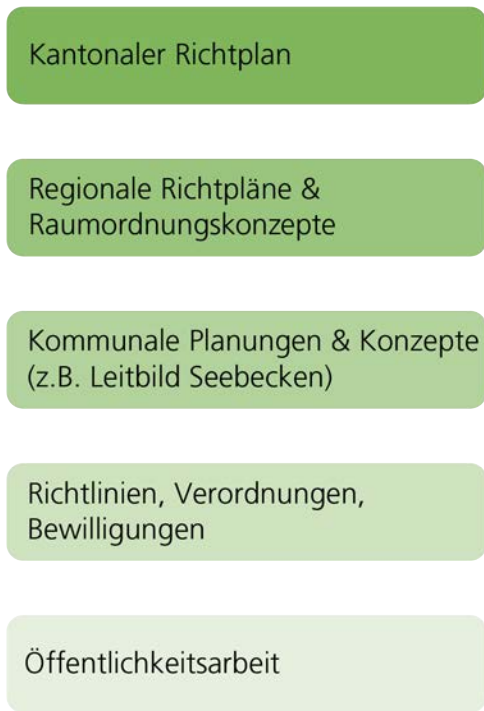 Kantonaler Richtplan
Regionale Richtpläne &
Raumordnungskonzepte
Kommunale Planungen & Konzepte
(z.B. Leitbild Seebecken)
Richtlinien, Verordnungen,
Bewilligungen
Öffentlichkeitsarbeit